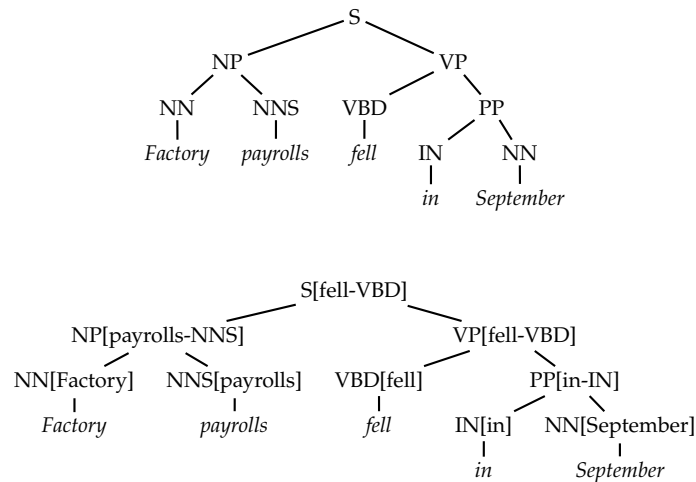 S
NP VP
NN NNS VBD PP
Factory payrolls fell IN NN
in September
S[fell-VBD]
NP[payrolls-NNS] VP[fell-VBD]
NN[Factory] NNS[payrolls] VBD[fell] PP[in-IN]
Factory payrolls fell IN[in] NN[September]
in September